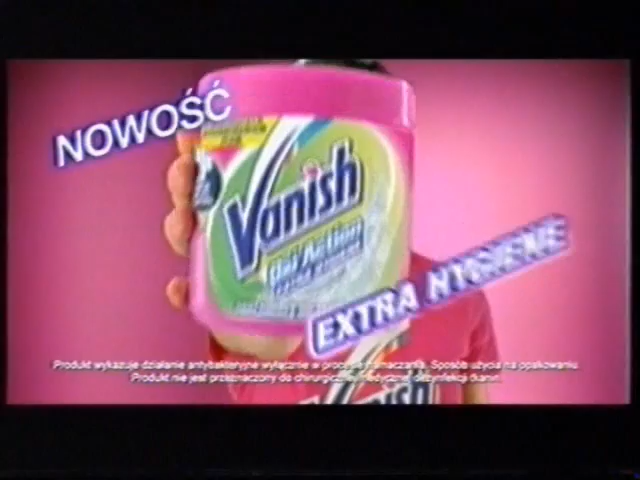 NOWOŚĆ
Vanish
Oxi Action
EXTRA HYGIENE
Produkt wykazuje działanie antybakteryjne wyłącznie w procesie namaczania. Sposób użycia na opakowaniu.
Produkt nie jest przeznaczony do chirurgicznej/medycznej dezynfekcji tkanin.
Vanish